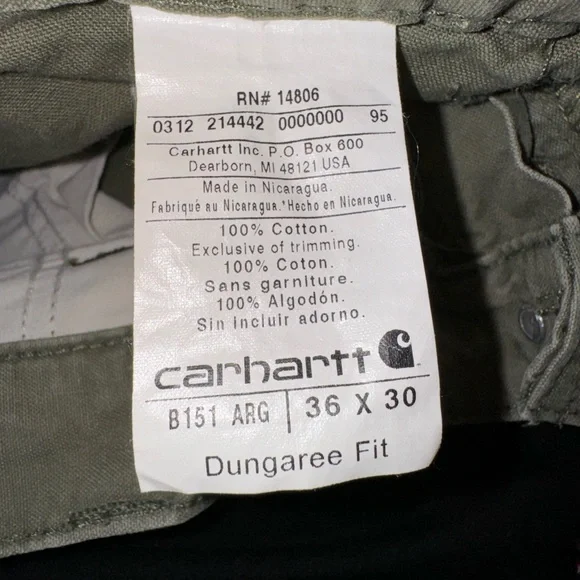 RN# 14806
0312 214442 0000000 95
Carhartt Inc. P.O. Box 600
Dearborn, MI 48121 USA
Made in Nicaragua.
Fabriqué au Nicaragua. Hecho en Nicaragua.
100% Cotton.
Exclusive of trimming.
100% Coton.
Sans garniture.
100% Algodón.
Sin incluir adorno.
carhartt
B151 ARG 36 X 30
Dungaree Fit